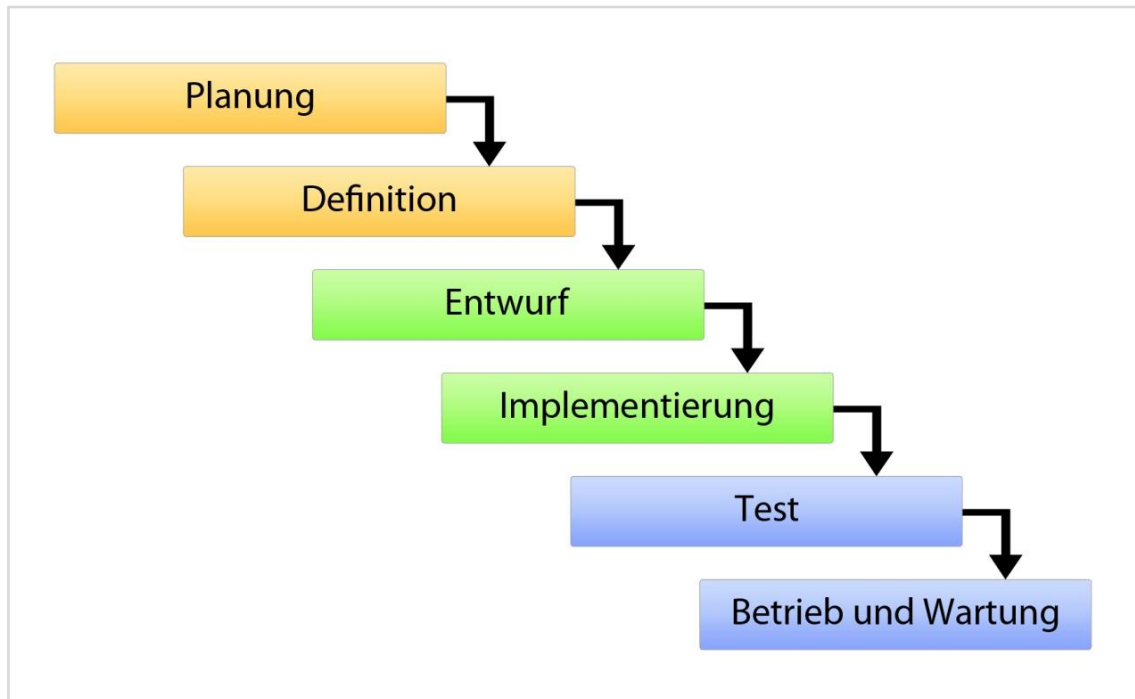 Planung
Definition
Entwurf
Implementierung
Test
Betrieb und Wartung